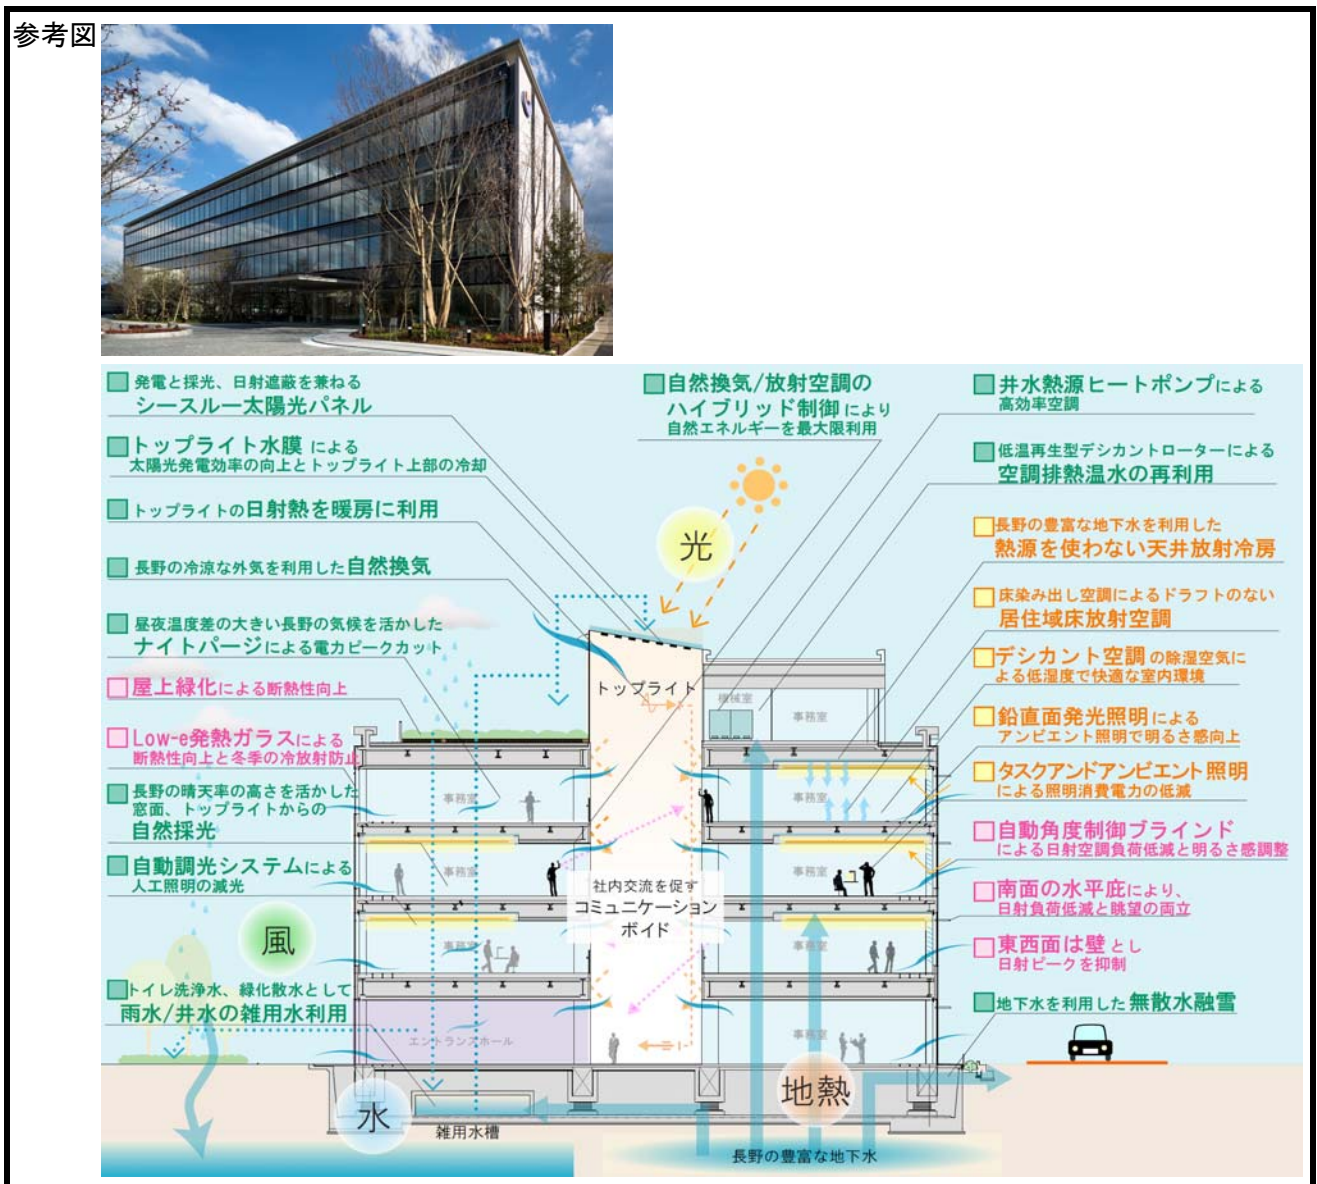 参考図
発電と採光、日射遮蔽を兼ねる
シースルー太陽光パネル
トップライト水膜 による
太陽光発電効率の向上とトップライト上部の冷却
トップライトの日射熱を暖房に利用
長野の冷涼な外気を利用した自然換気
昼夜温度差の大きい長野の気候を活かした
ナイトパージによる電力ピークカット
屋上緑化による断熱性向上
Low-e発熱ガラスによる
断熱性向上と冬季の冷放射防止
長野の晴天率の高さを活かした
窓面、トップライトからの
自然採光
自動調光システムによる
人工照明の減光
風
トイレ洗浄水、緑化散水として
雨水/井水の雑用水利用
自然換気/放射空調の
ハイブリッド制御 により
自然エネルギーを最大限利用
光
トップライト
機械室
事務室
事務室
事務室
事務室
事務室
社内交流を促す
コミュニケーション
ボイド
事務室
事務室
エントランスホール
事務室
水
雑用水槽
地熱
長野の豊富な地下水
井水熱源ヒートポンプによる
高効率空調
低温再生型デシカントローターによる
空調排熱温水の再利用
長野の豊富な地下水を利用した
熱源を使わない天井放射冷房
床染み出し空調によるドラフトのない
居住域床放射空調
デシカント空調 の除湿空気に
よる低湿度で快適な室内環境
鉛直面発光照明による
アンビエント照明で明るさ感向上
タスクアンドアンビエント照明
による照明消費電力の低減
自動角度制御ブラインド
による日射空調負荷低減と明るさ感調整
南面の水平庇により、
日射負荷低減と眺望の両立
東西面は壁 とし
日射ピークを抑制
地下水を利用した 無散水融雪